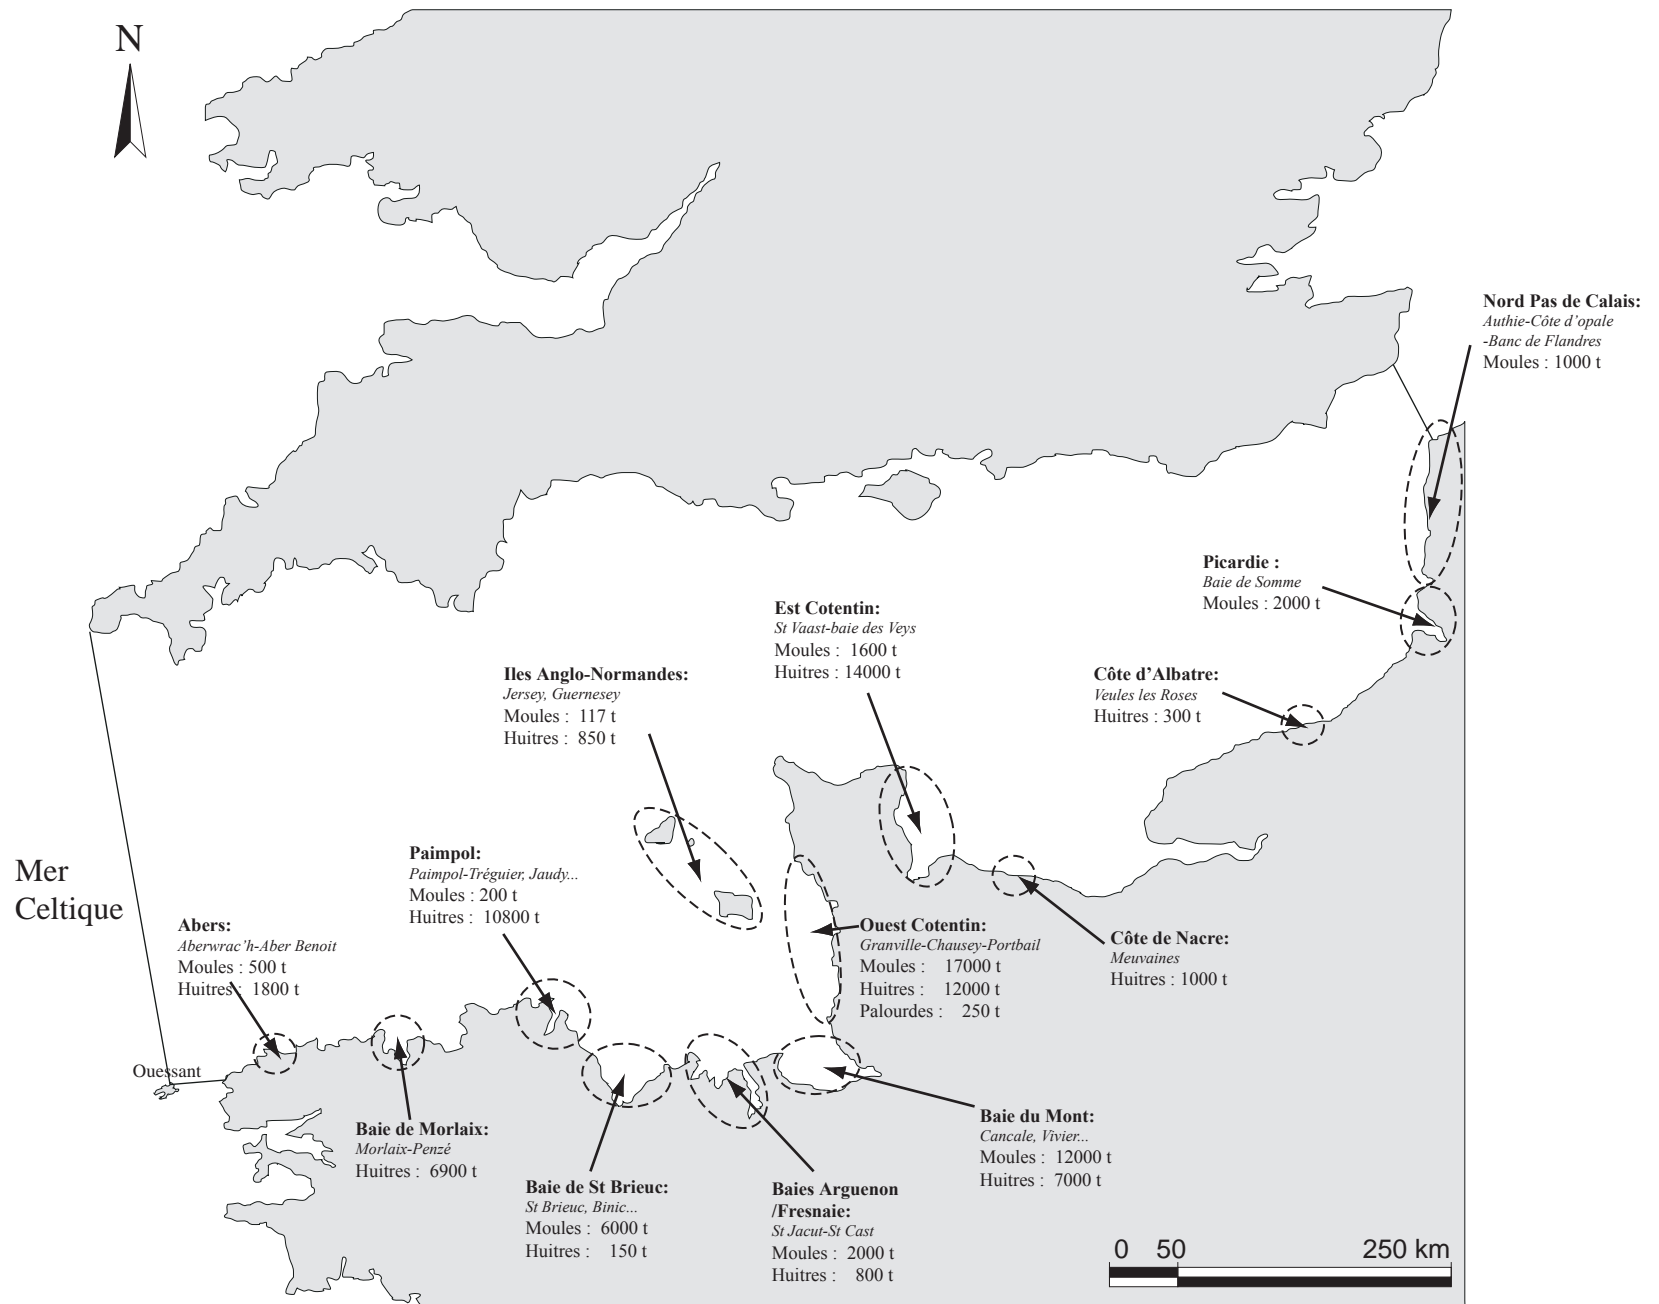 N
Nord Pas de Calais:
Authie-Côte d'opale
-Banc de Flandres
Moules : 1000 t
Picardie :
Baie de Somme
Moules : 2000 t
Est Cotentin:
St Vaast-baie des Veys
Moules : 1600 t
Huitres : 14000 t
Iles Anglo-Normandes:
Jersey, Guernesey
Moules : 117 t
Huitres : 850 t
Côte d'Albatre:
Veules les Roses
Huitres : 300 t
Mer
Celtique
Paimpol:
Paimpol-Tréguier, Jaudy...
Moules : 200 t
Huitres : 10800 t
Abers:
Aberwrac'h-Aber Benoit
Moules : 500 t
Huitres : 1800 t
Ouest Cotentin:
Granville-Chausey-Portbail
Moules : 17000 t
Huitres : 12000 t
Palourdes : 250 t
Côte de Nacre:
Meuvaines
Huitres : 1000 t
Ouessant
Baie de Morlaix:
Morlaix-Penzé
Huitres : 6900 t
Baie de St Brieuc:
St Brieuc, Binic...
Moules : 6000 t
Huitres : 150 t
Baies Arguenon
/Fresnaie:
St Jacut-St Cast
Moules : 2000 t
Huitres : 800 t
Baie du Mont:
Cancale, Vivier...
Moules : 12000 t
Huitres : 7000 t
0 50 250 km